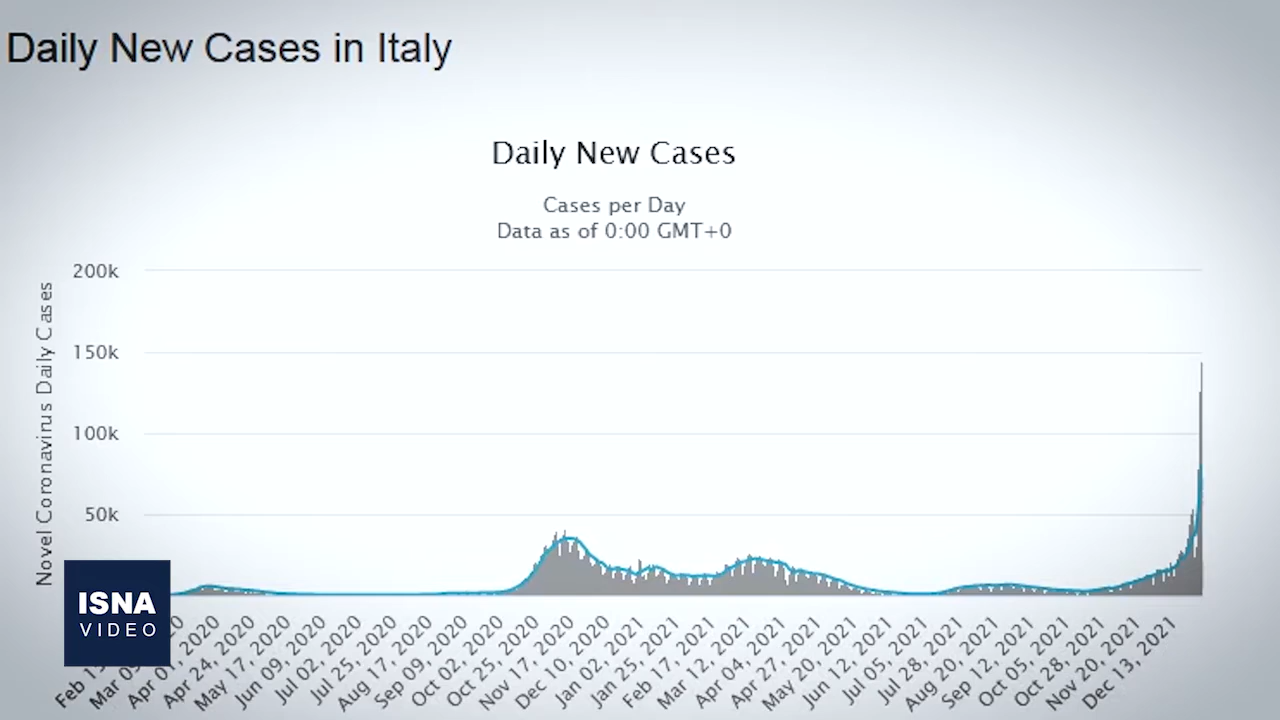 Daily New Cases in Italy
Daily New Cases
Cases per Day
Data as of 0:00 GMT+0
Novel Coronavirus Daily Cases
200k
150k
100k
50k
ISNA
VIDEO
Feb
Mar
2020
Apr 01, 2020
Apr 24, 2020
May 17, 2020
Jun 09, 2020
Jul 02, 2020
Jul 25, 2020
Aug 17, 2020
Sep 09, 2020
Oct 02, 2020
Oct 25, 2020
Nov 17, 2020
Dec 10, 2020
Jan 02, 2021
Jan 25, 2021
Feb 17, 2021
Mar 12, 2021
Apr 04, 2021
Apr 27, 2021
May 20, 2021
Jun 12, 2021
Jul 05, 2021
Jul 28, 2021
Aug 20, 2021
Sep 12, 2021
Oct 05, 2021
Oct 28, 2021
Nov 20, 2021
Dec 13, 2021